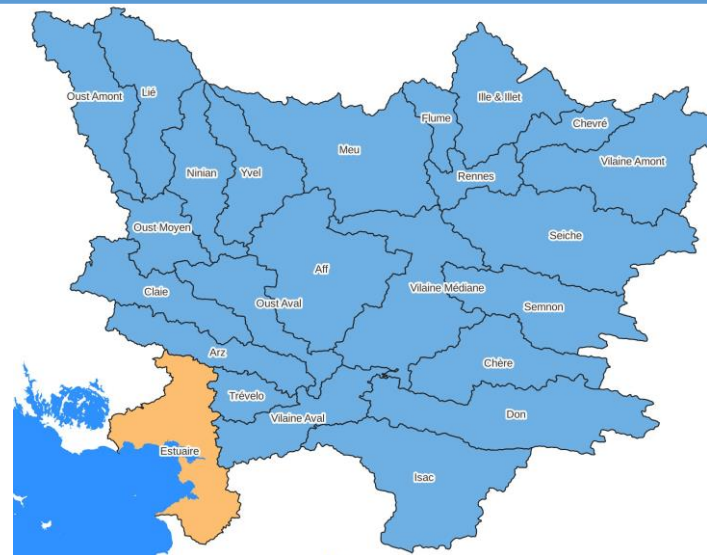 Oust Amont
Lié
Ille & Illet
Flume
Chevré
Meu
Vilaine Amont
Ninian
Yvel
Rennes
Oust Moyen
Seiche
Aff
Claie
Vilaine Médiane
Oust Aval
Semnon
Arz
Chère
Trévelo
Don
Vilaine Aval
Estuaire
Isac